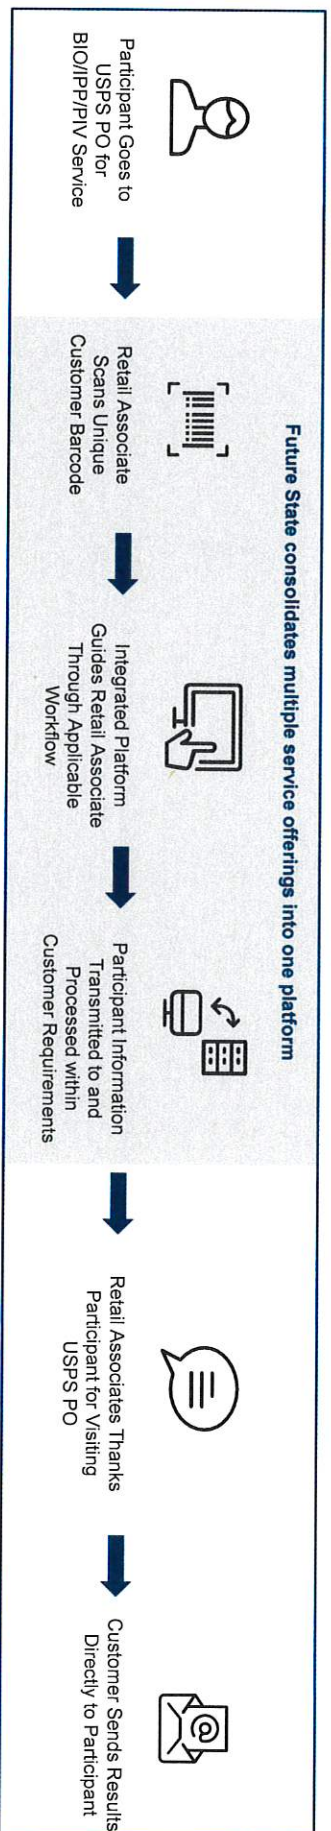 Future State consolidates multiple service offerings into one platform
Participant Goes to
USPS PO for
BIO/IPP/PIV Service
Retail Associate
Scans Unique
Customer Barcode
Integrated Platform
Guides Retail Associate
Through Applicable
Workflow
Participant Information
Transmitted to and
Processed within
Customer Requirements
Retail Associates Thanks
Participant for Visiting
USPS PO
Customer Sends Results
Directly to Participant
@